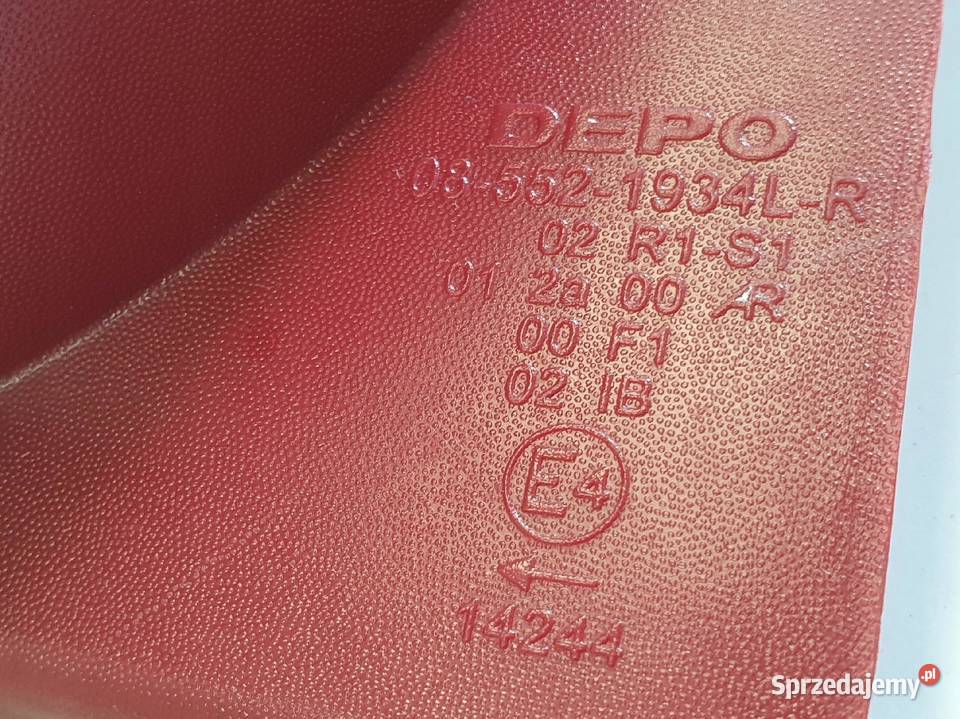 DEPO
08-552-1934L-R
02 R1-S1
01 2a 00 AR
00 F1
02 IB
E4
14244
Sprzedajemy.pl